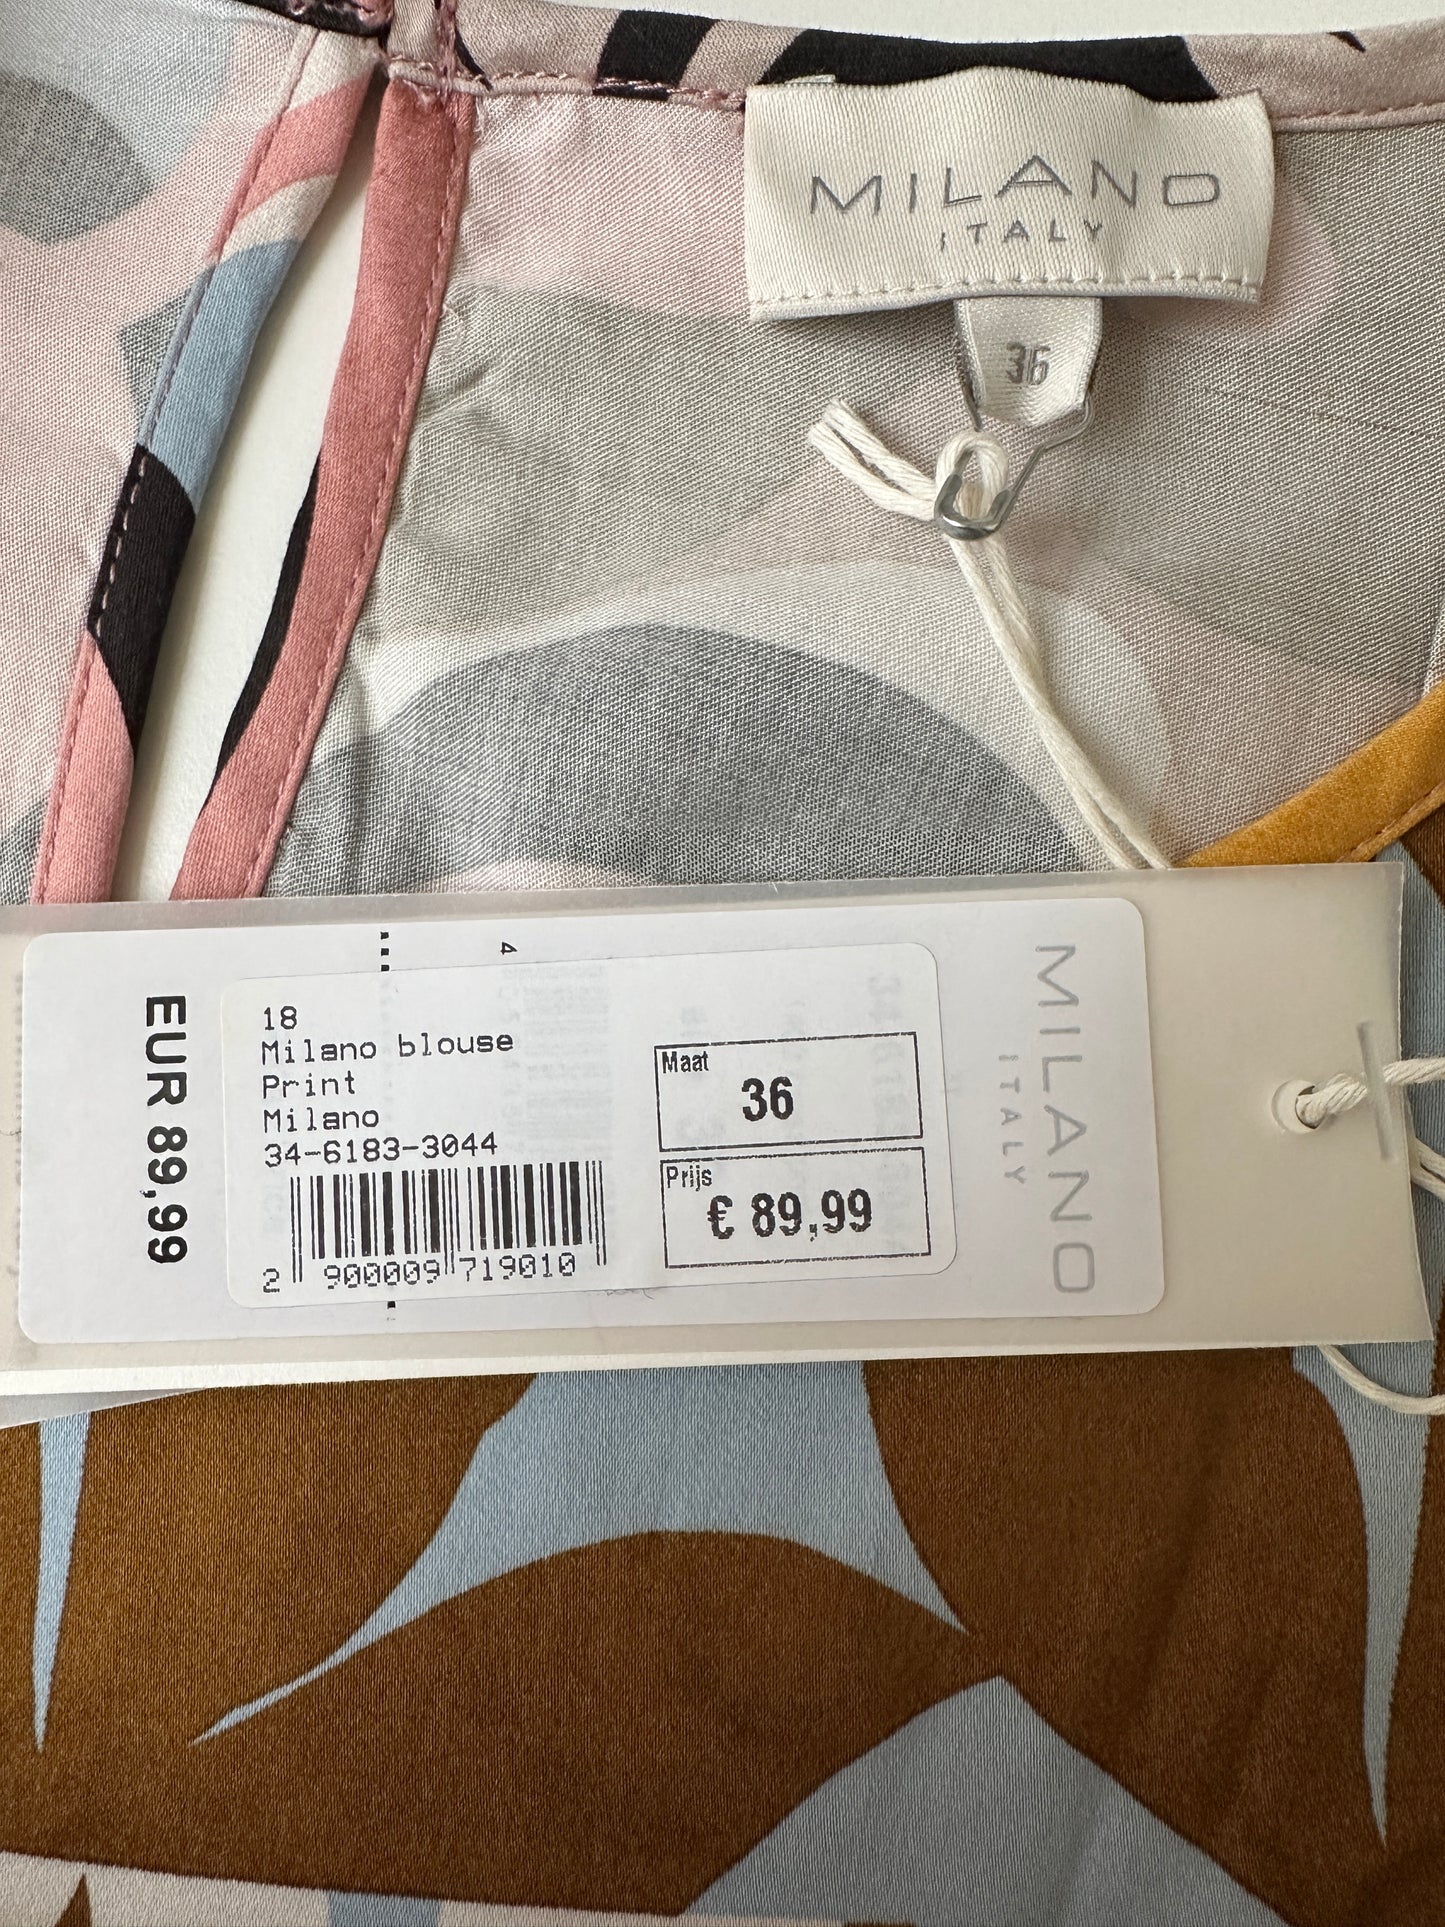 MILANO
ITALY
36
4
EUR 89,99
18
Milano blouse
Print
Milano
34-6183-3044
2 900009 719010
Maat
36
Prijs
€ 89,99
MILANO
ITALY